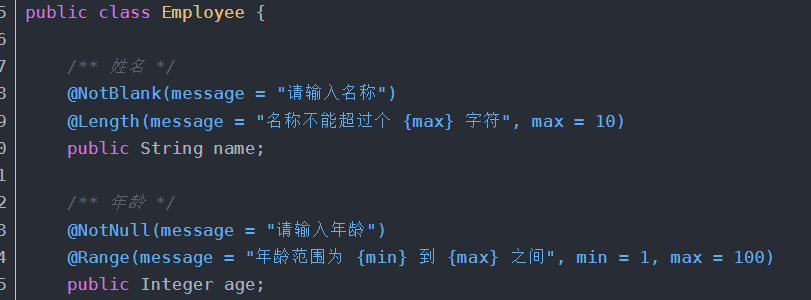 5 public class Employee {
6
7 /** 姓名 */
8 @NotBlank(message = "请输入名称")
9 @Length(message = "名称不能超过个 {max} 字符", max = 10)
0 public String name;
1
2 /** 年龄 */
3 @NotNull(message = "请输入年龄")
4 @Range(message = "年龄范围为 {min} 到 {max} 之间", min = 1, max = 100)
5 public Integer age;